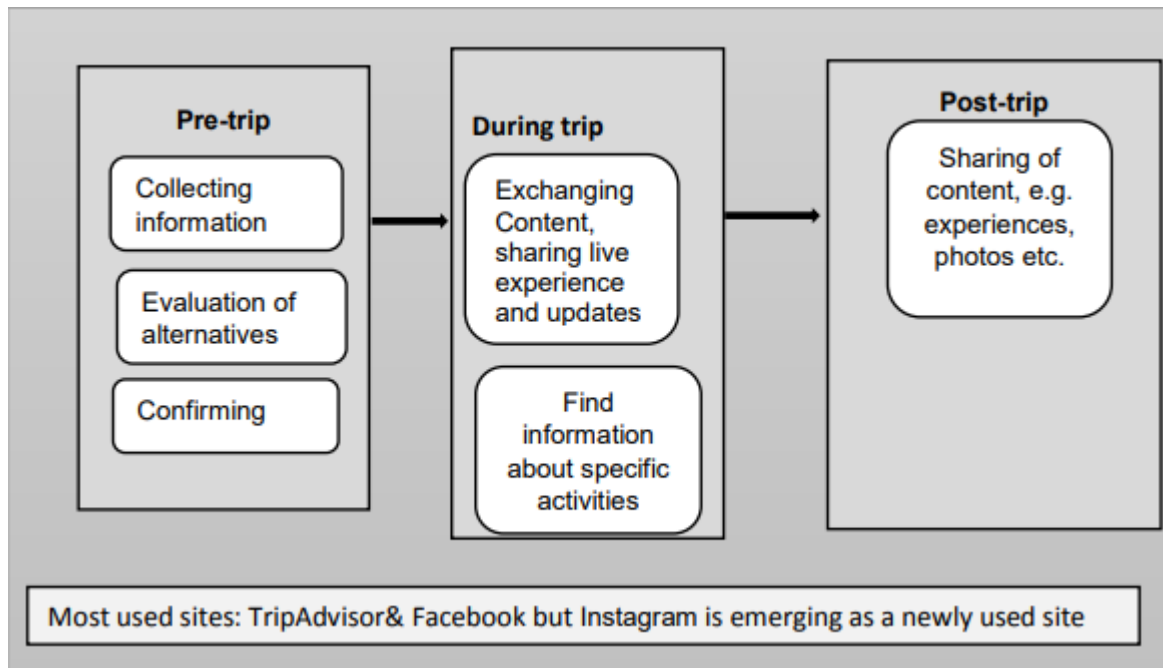 Pre-trip
Collecting
information
Evaluation of
alternatives
Confirming
During trip
Exchanging
Content,
sharing live
experience
and updates
Find
information
about specific
activities
Post-trip
Sharing of
content, e.g.
experiences,
photos etc.
Most used sites: TripAdvisor& Facebook but Instagram is emerging as a newly used site